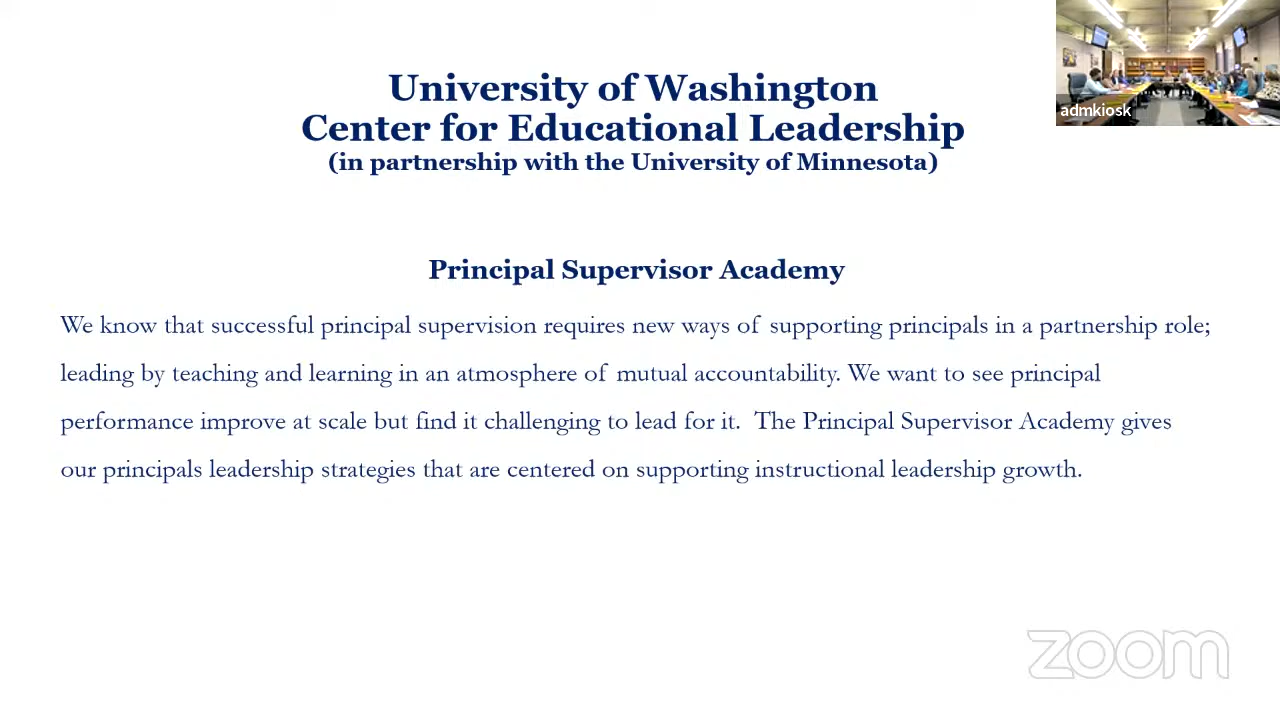 University of Washington
Center for Educational Leadership
(in partnership with the University of Minnesota)
admkiosk
Principal Supervisor Academy
We know that successful principal supervision requires new ways of supporting principals in a partnership role;
leading by teaching and learning in an atmosphere of mutual accountability. We want to see principal
performance improve at scale but find it challenging to lead for it. The Principal Supervisor Academy gives
our principals leadership strategies that are centered on supporting instructional leadership growth.
zoom